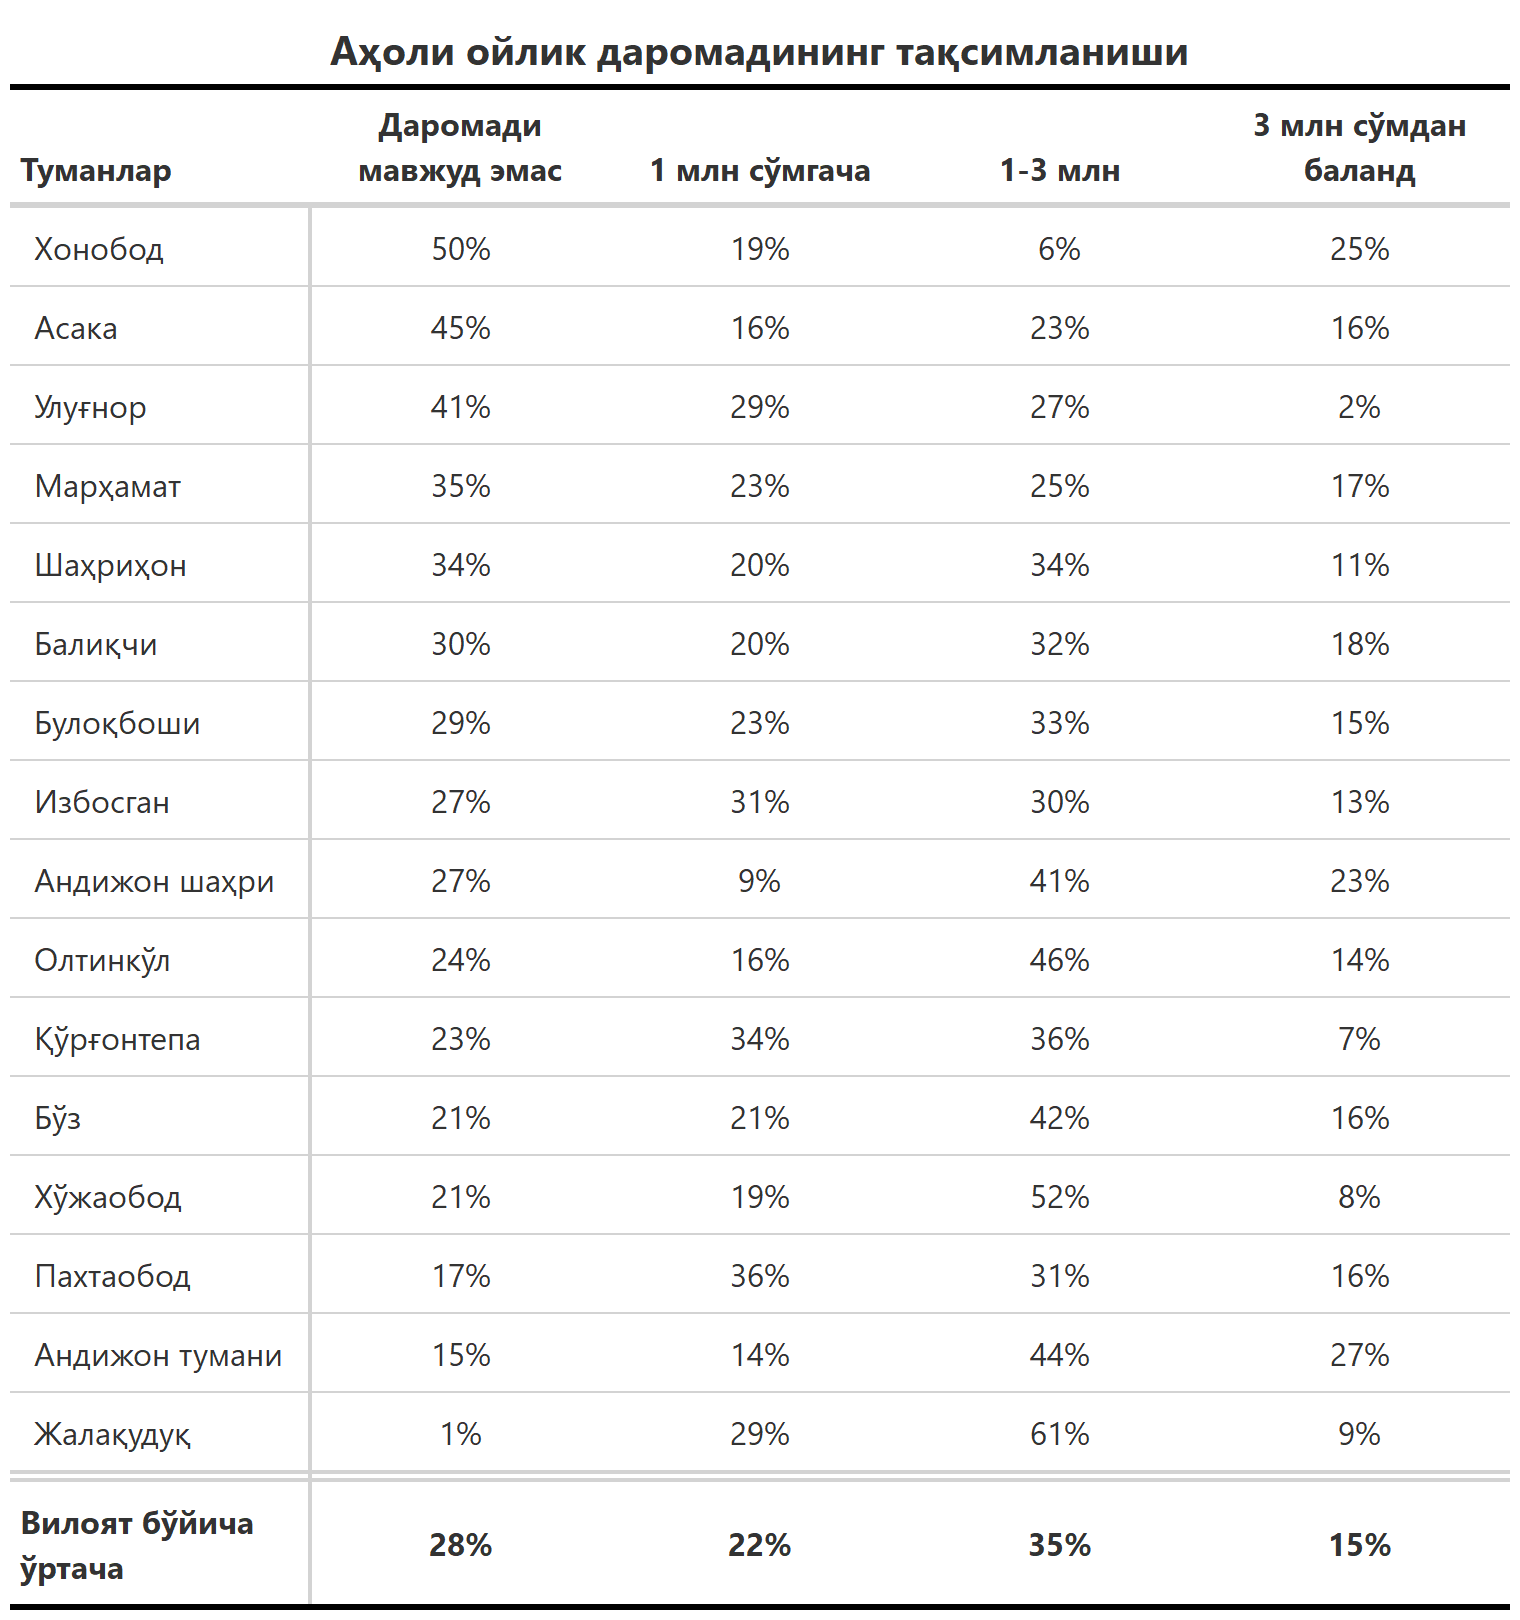 Аҳоли ойлик даромадининг тақсимланиши
Туманлар Даромади мавжуд эмас 1 млн сўмгача 1-3 млн 3 млн сўмдан баланд
Хонобод 50% 19% 6% 25%
Асака 45% 16% 23% 16%
Улуғнор 41% 29% 27% 2%
Марҳамат 35% 23% 25% 17%
Шаҳриҳон 34% 20% 34% 11%
Балиқчи 30% 20% 32% 18%
Булоқбоши 29% 23% 33% 15%
Избосган 27% 31% 30% 13%
Андижон шаҳри 27% 9% 41% 23%
Олтинкўл 24% 16% 46% 14%
Қўрғонтепа 23% 34% 36% 7%
Бўз 21% 21% 42% 16%
Хўжаобод 21% 19% 52% 8%
Пахтаобод 17% 36% 31% 16%
Андижон тумани 15% 14% 44% 27%
Жалақудуқ 1% 29% 61% 9%
Вилоят бўйича ўртача 28% 22% 35% 15%